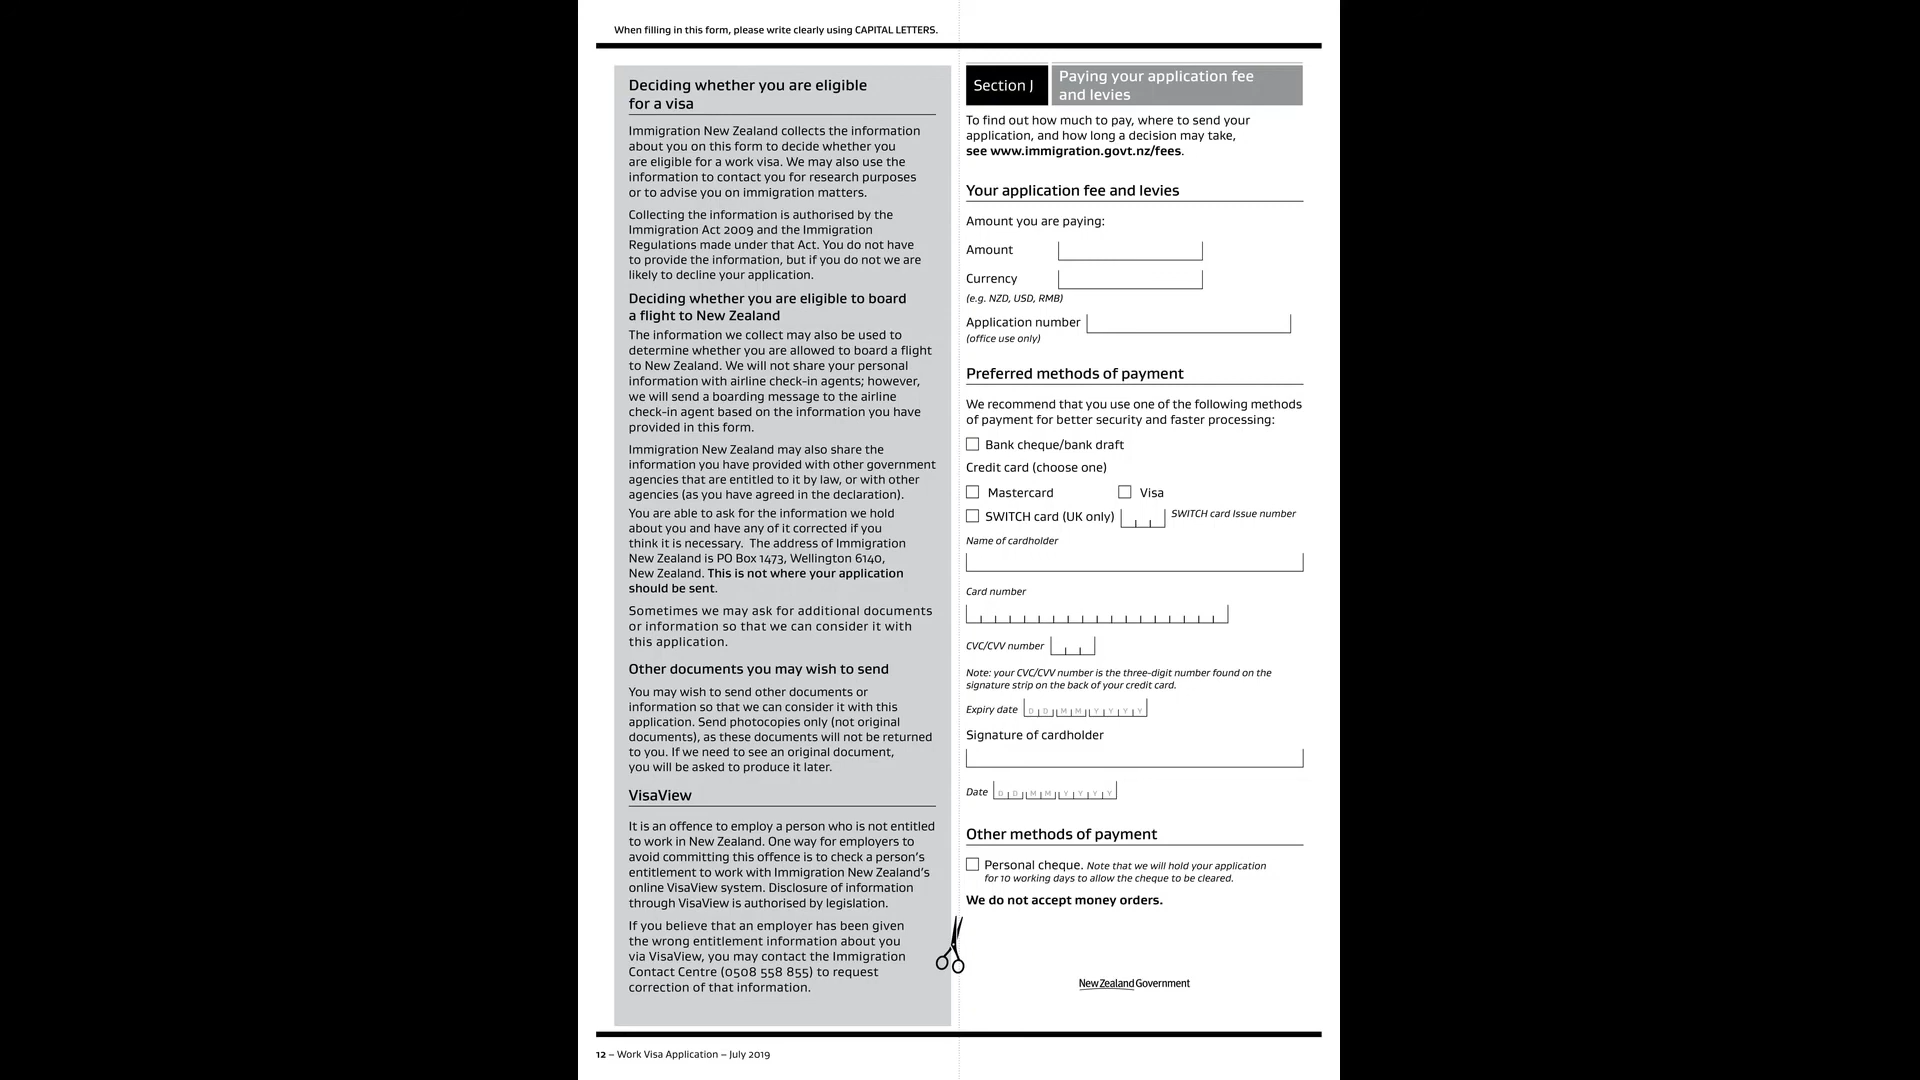 When filling in this form, please write clearly using CAPITAL LETTERS.
Deciding whether you are eligible
for a visa
Immigration New Zealand collects the information
about you on this form to decide whether you
are eligible for a work visa. We may also use the
information to contact you for research purposes
or to advise you on immigration matters.
Collecting the information is authorised by the
Immigration Act 2009 and the Immigration
Regulations made under that Act. You do not have
to provide the information, but if you do not we are
likely to decline your application.
Deciding whether you are eligible to board
a flight to New Zealand
The information we collect may also be used to
determine whether you are allowed to board a flight
to New Zealand. We will not share your personal
information with airline check-in agents; however,
we will send a boarding message to the airline
check-in agent based on the information you have
provided in this form.
Immigration New Zealand may also share the
information you have provided with other government
agencies that are entitled to it by law, or with other
agencies (as you have agreed in the declaration).
You are able to ask for the information we hold
about you and have any of it corrected if you
think it is necessary. The address of Immigration
New Zealand is PO Box 1473, Wellington 6140,
New Zealand. This is not where your application
should be sent.
Sometimes we may ask for additional documents
or information so that we can consider it with
this application.
Other documents you may wish to send
You may wish to send other documents or
information so that we can consider it with this
application. Send photocopies only (not original
documents), as these documents will not be returned
to you. If we need to see an original document,
you will be asked to produce it later.
VisaView
It is an offence to employ a person who is not entitled
to work in New Zealand. One way for employers to
avoid committing this offence is to check a person's
entitlement to work with Immigration New Zealand's
online VisaView system. Disclosure of information
through VisaView is authorised by legislation.
If you believe that an employer has been given
the wrong entitlement information about you
via VisaView, you may contact the Immigration
Contact Centre (0508 558 855) to request
correction of that information.
Section J
Paying your application fee
and levies
To find out how much to pay, where to send your
application, and how long a decision may take,
see www.immigration.govt.nz/fees.
Your application fee and levies
Amount you are paying:
Amount
Currency
(e.g. NZD, USD, RMB)
Application number
(office use only)
Preferred methods of payment
We recommend that you use one of the following methods
of payment for better security and faster processing:
Bank cheque/bank draft
Credit card (choose one)
Mastercard Visa
SWITCH card (UK only) SWITCH card Issue number
Name of cardholder
Card number
CVC/CVV number
Note: your CVC/CVV number is the three-digit number found on the
signature strip on the back of your credit card.
Expiry date D D M M Y Y Y Y
Signature of cardholder
Date D D M M Y Y Y Y
Other methods of payment
Personal cheque. Note that we will hold your application
for 10 working days to allow the cheque to be cleared.
We do not accept money orders.
New Zealand Government
12 – Work Visa Application – July 2019